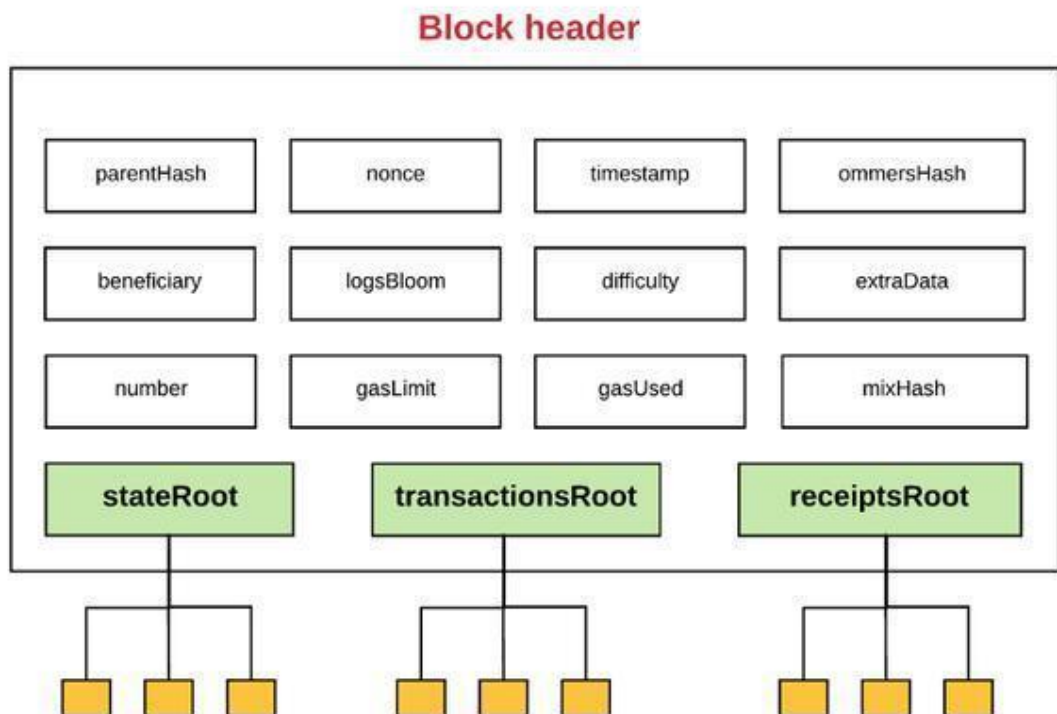 Block header
parentHash nonce timestamp ommersHash
beneficiary logsBloom difficulty extraData
number gasLimit gasUsed mixHash
stateRoot transactionsRoot receiptsRoot